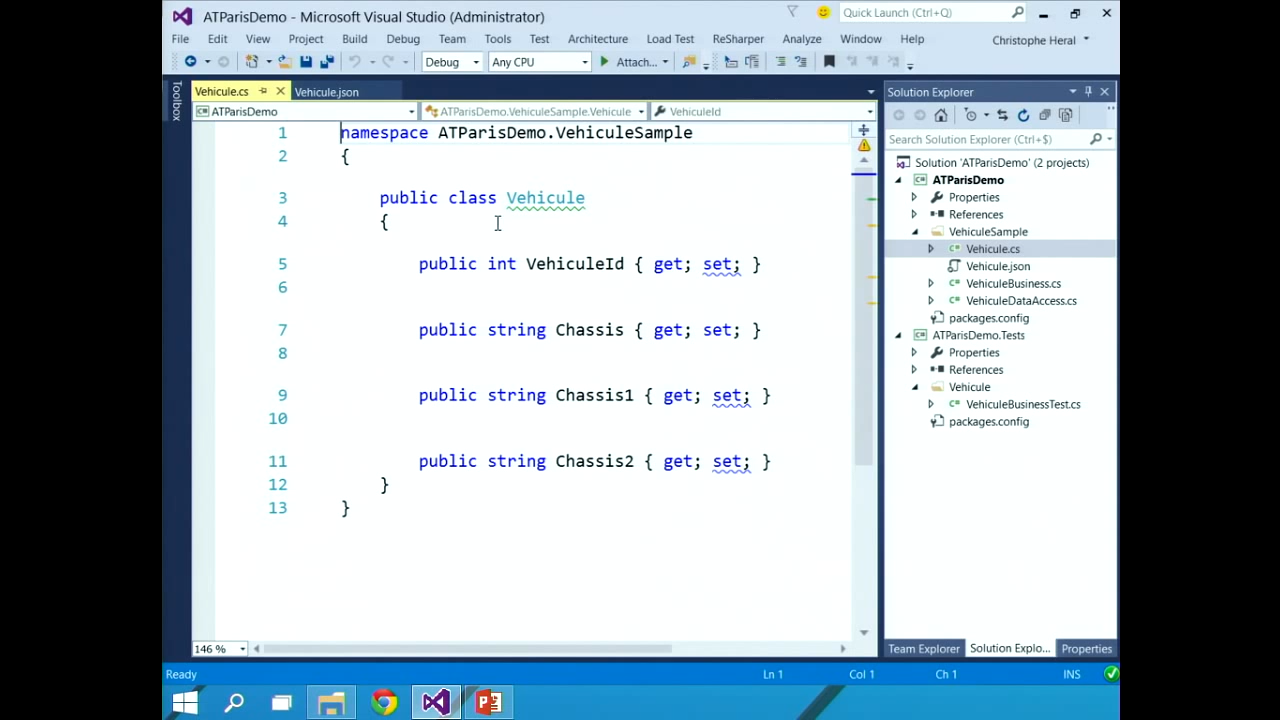 ATParisDemo - Microsoft Visual Studio (Administrator)
Quick Launch (Ctrl+Q)
File Edit View Project Build Debug Team Tools Test Architecture Load Test ReSharper Analyze Window Help
Christophe Heral
Debug Any CPU Attach...
Toolbox
Vehicule.cs Vehicule.json
ATParisDemo ATParisDemo.VehiculeSample.Vehicule VehiculeId
1 namespace ATParisDemo.VehiculeSample
2 {
3 public class Vehicule
4 {
5 public int VehiculeId { get; set; }
6
7 public string Chassis { get; set; }
8
9 public string Chassis1 { get; set; }
10
11 public string Chassis2 { get; set; }
12 }
13 }
146 %
Solution Explorer
Search Solution Explorer (Ctrl+$)
Solution 'ATParisDemo' (2 projects)
ATParisDemo
Properties
References
VehiculeSample
Vehicule.cs
Vehicule.json
VehiculeBusiness.cs
VehiculeDataAccess.cs
packages.config
ATParisDemo.Tests
Properties
References
Vehicule
VehiculeBusinessTest.cs
packages.config
Team Explorer Solution Explo... Properties
Ready Ln 1 Col 1 Ch 1 INS